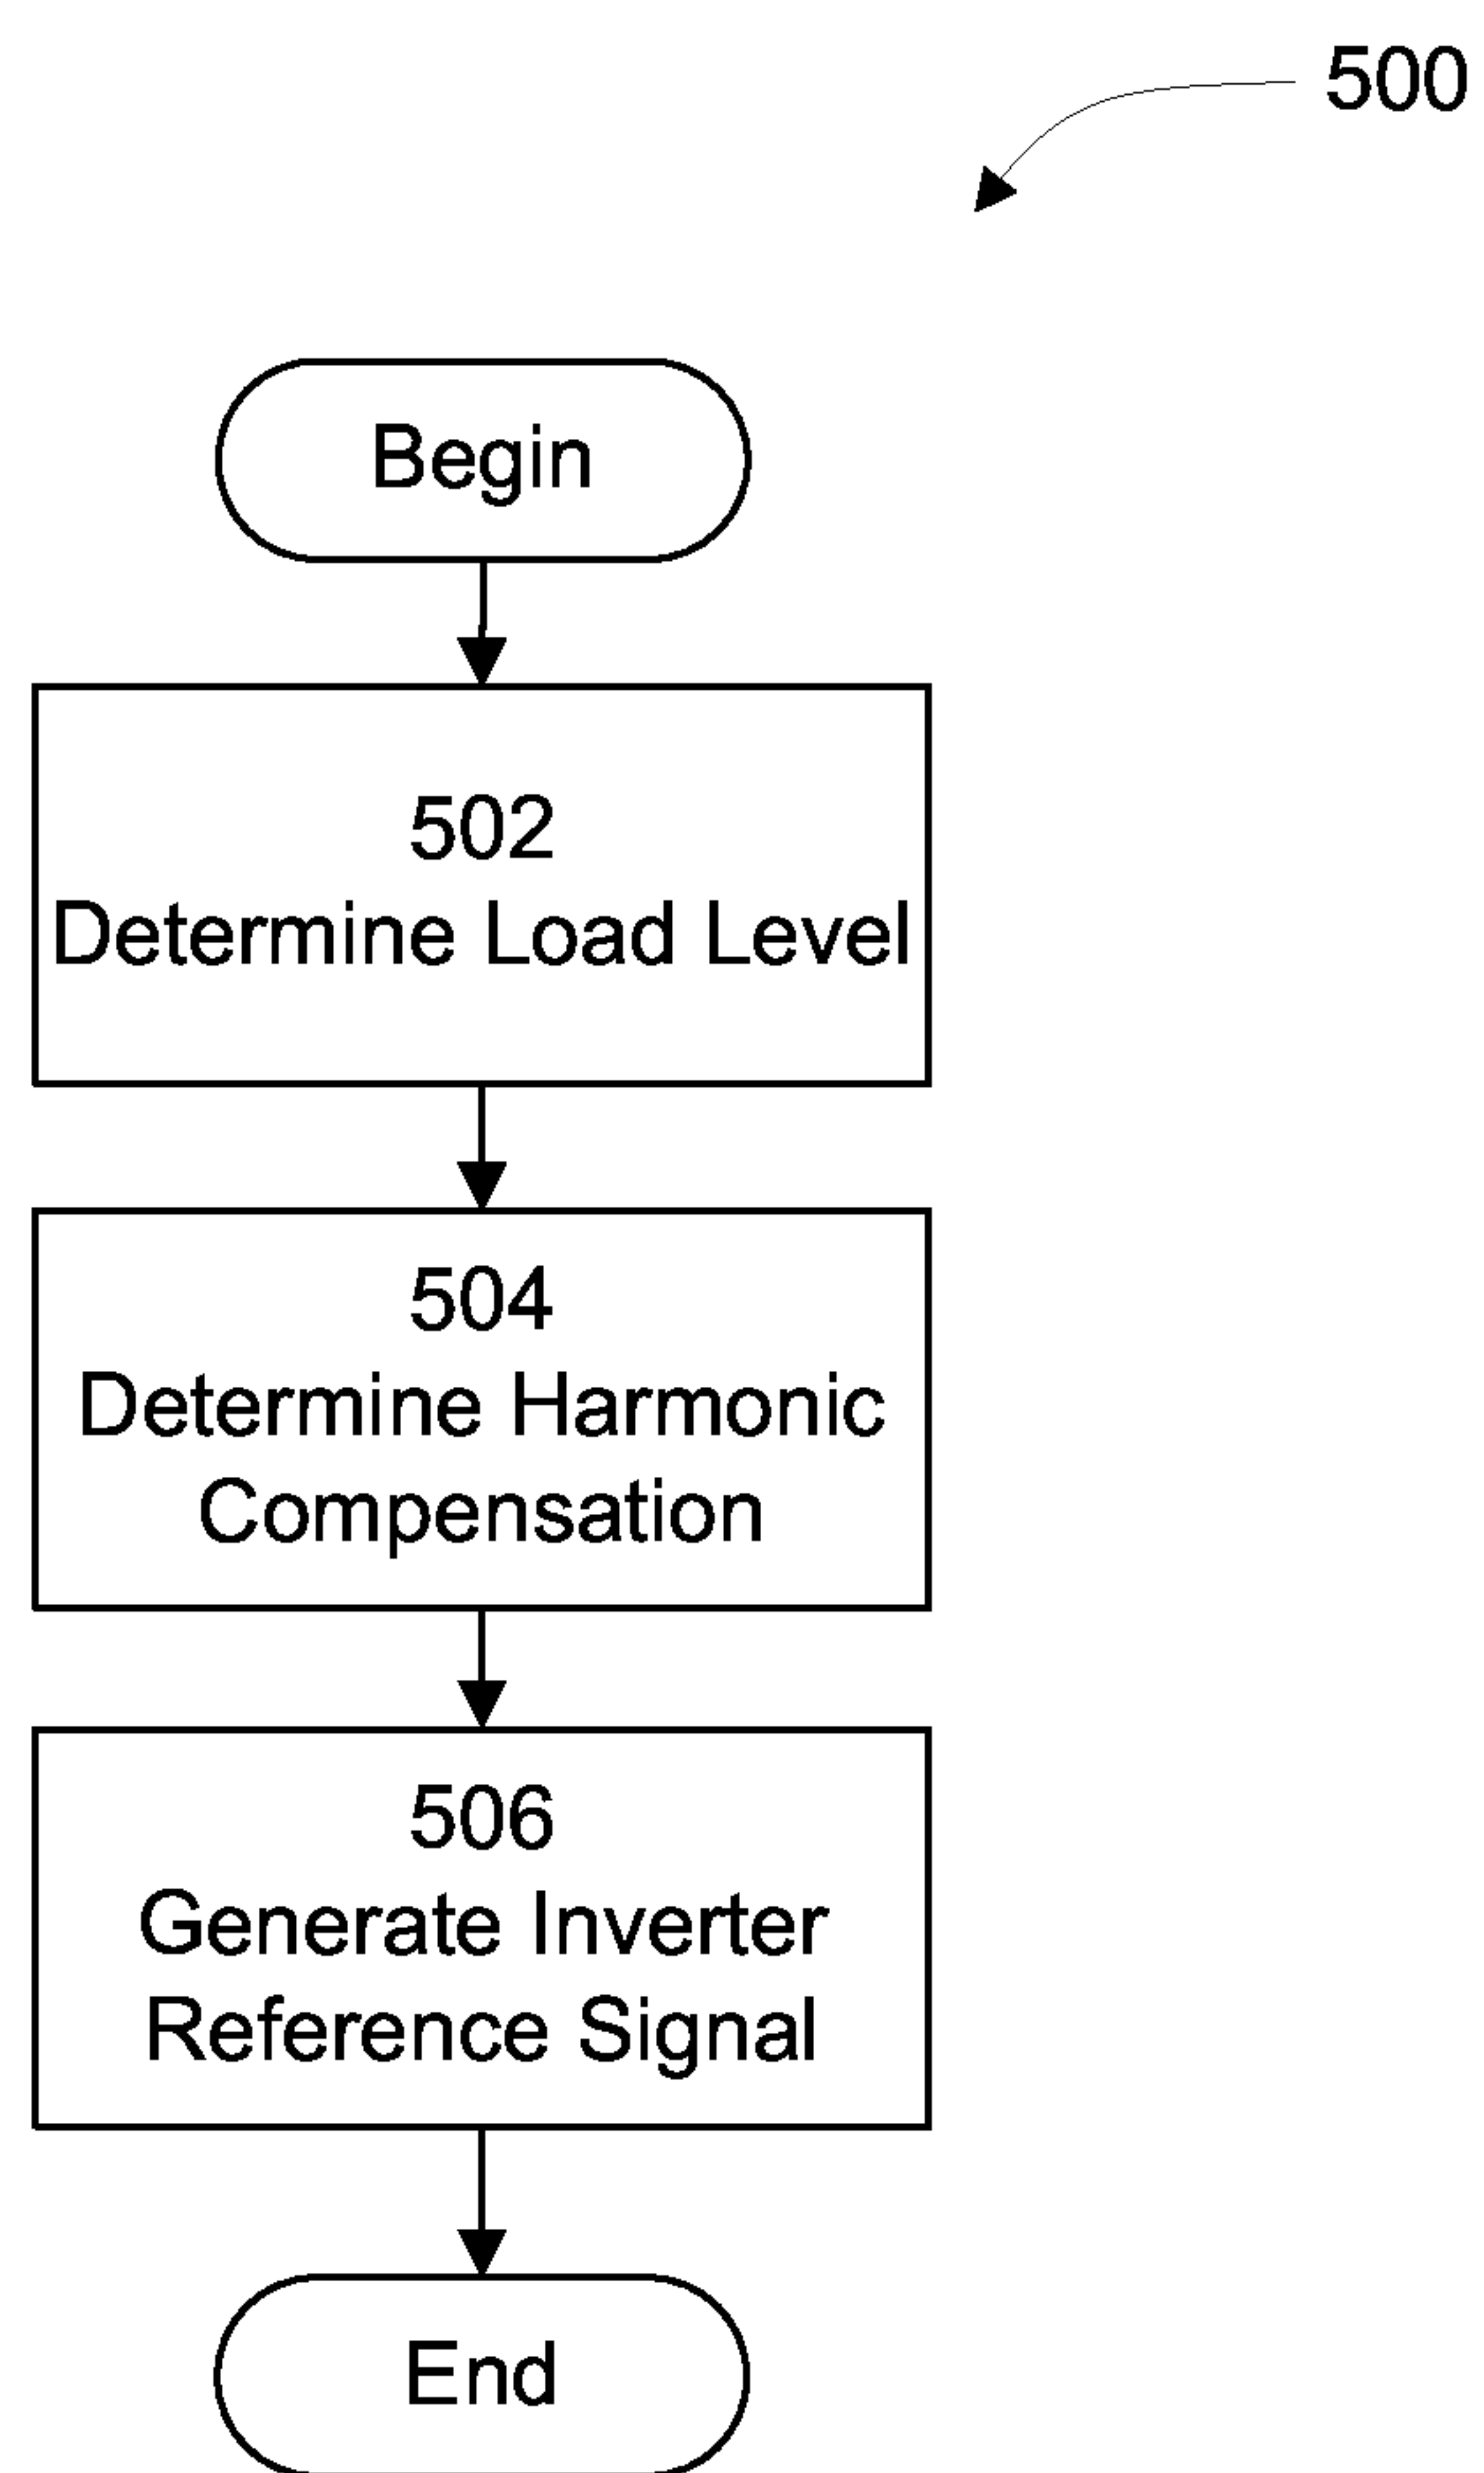 500
Begin
502
Determine Load Level
504
Determine Harmonic
Compensation
506
Generate Inverter
Reference Signal
End